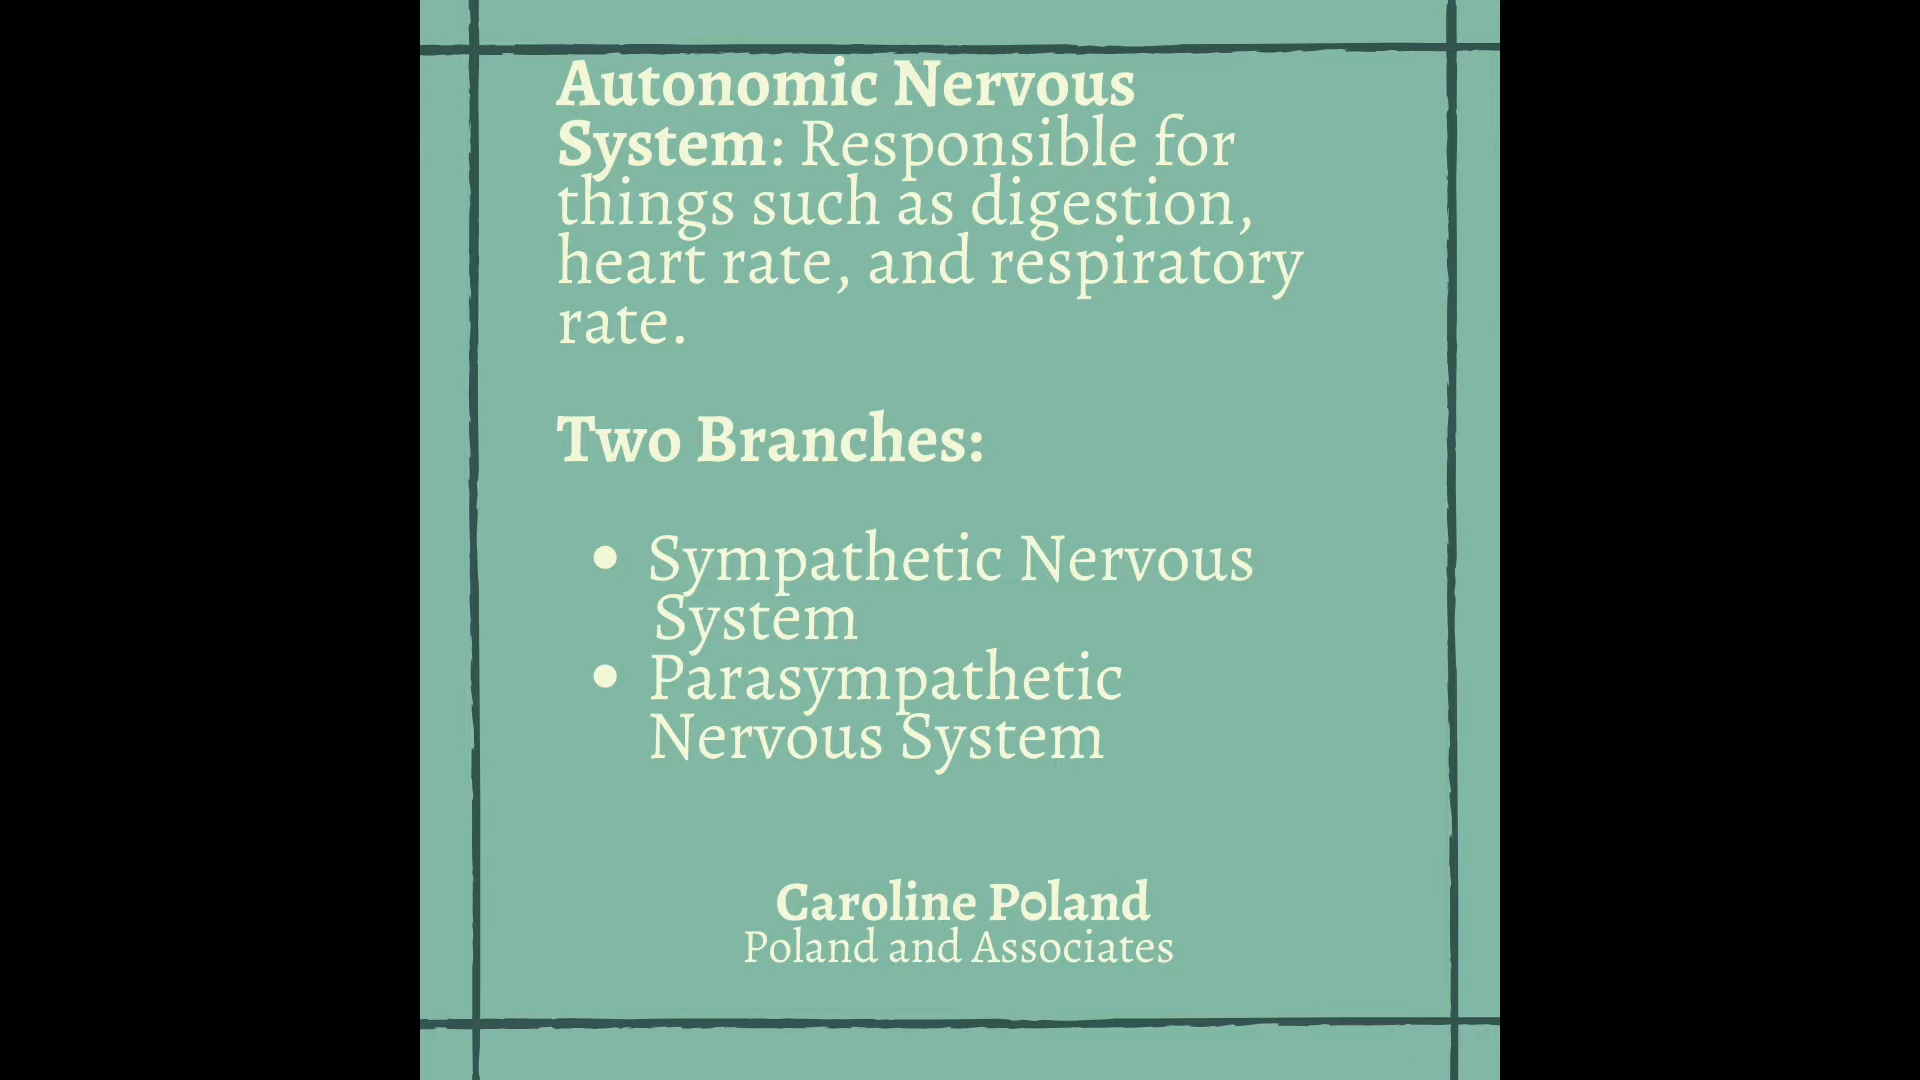 Autonomic Nervous
System: Responsible for
things such as digestion,
heart rate, and respiratory
rate.
Two Branches:
• Sympathetic Nervous
System
• Parasympathetic
Nervous System
Caroline Poland
Poland and Associates